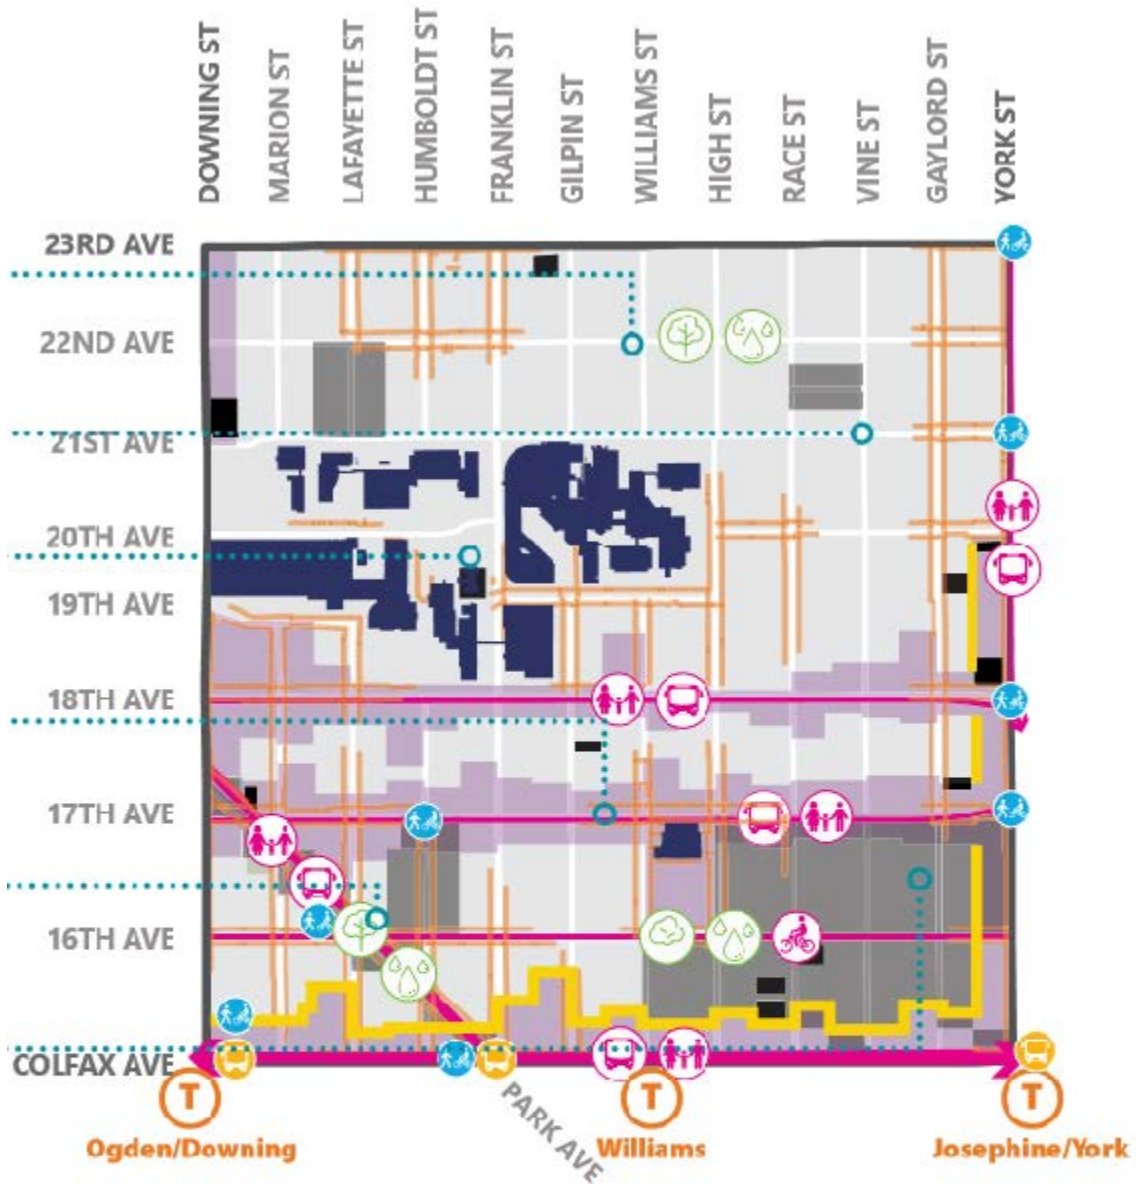 DOWNING ST
MARION ST
LAFAYETTE ST
HUMBOLDT ST
FRANKLIN ST
GILPIN ST
WILLIAMS ST
HIGH ST
RACE ST
VINE ST
GAYLORD ST
YORK ST
23RD AVE
22ND AVE
21ST AVE
20TH AVE
19TH AVE
18TH AVE
17TH AVE
16TH AVE
COLFAX AVE
PARK AVE
T
T
T
Ogden/Downing
Williams
Josephine/York